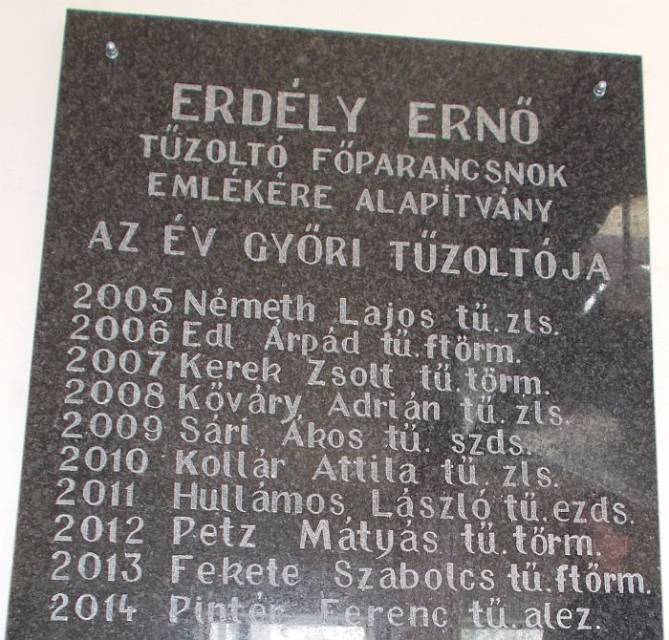 ERDÉLY ERNŐ
TŰZOLTÓ FŐPARANCSNOK
EMLÉKÉRE ALAPÍTVÁNY
AZ ÉV GYŐRI TŰZOLTÓJA
2005 Németh Lajos tű. zls.
2006 Edl Árpád tű. ftörm.
2007 Kerek Zsolt tű. törm.
2008 Kőváry Adrián tű. zls.
2009 Sári Ákos tű. szds.
2010 Kollár Attila tű. zls.
2011 Hullámos László tű. ezds.
2012 Petz Mátyás tű. törm.
2013 Fekete Szabolcs tű. ftörm.
2014 Pintér Ferenc tű. alez.